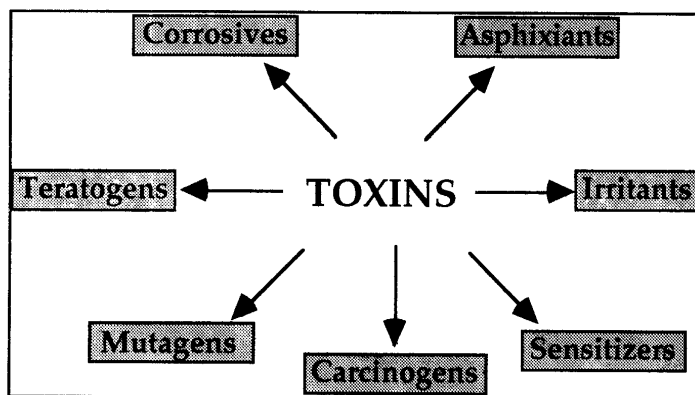 Corrosives
Asphixiants
Teratogens
TOXINS
Irritants
Mutagens
Carcinogens
Sensitizers